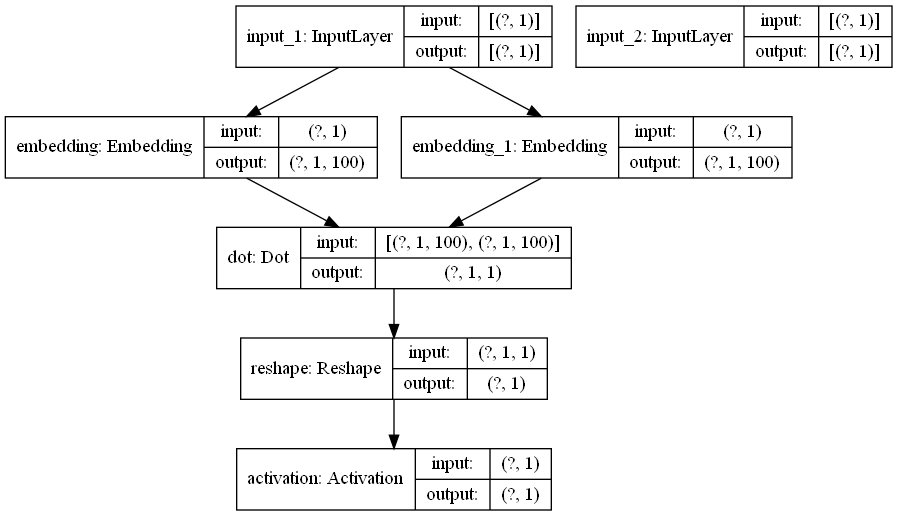 input_1: InputLayer input: [(?, 1)] input_2: InputLayer input: [(?, 1)]
output: [(?, 1)] output: [(?, 1)]
embedding: Embedding input: (?, 1) embedding_1: Embedding input: (?, 1)
output: (?, 1, 100) output: (?, 1, 100)
dot: Dot input: [(?, 1, 100), (?, 1, 100)]
output: (?, 1, 1)
reshape: Reshape input: (?, 1, 1)
output: (?, 1)
activation: Activation input: (?, 1)
output: (?, 1)